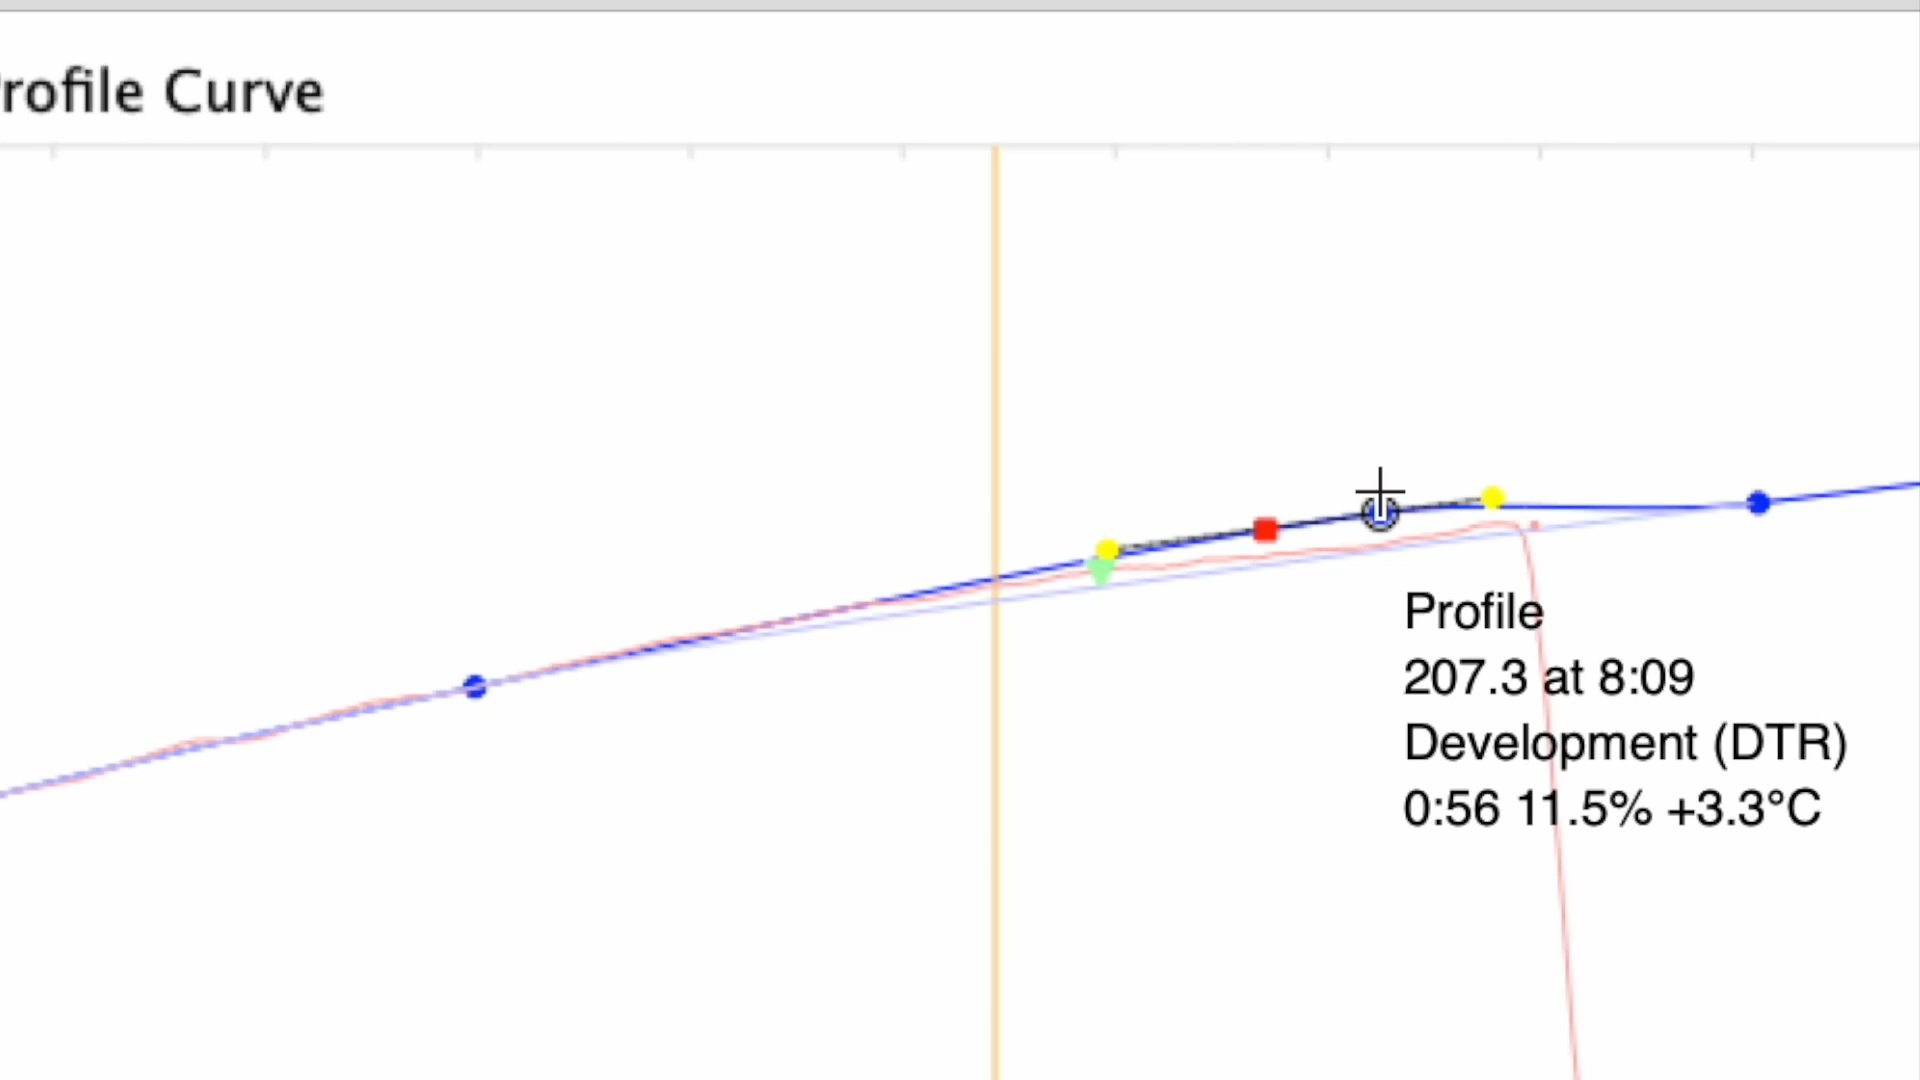 rofile Curve
Profile
207.3 at 8:09
Development (DTR)
0:56 11.5% +3.3°C